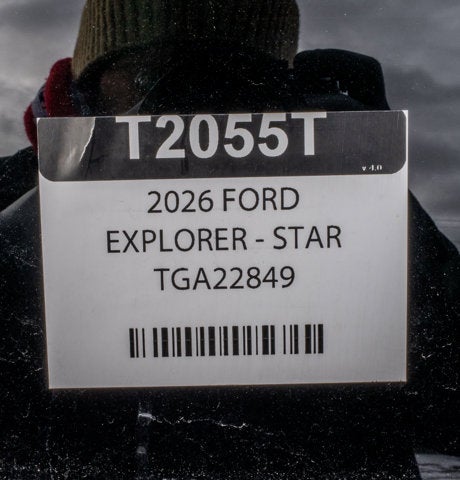 T2055T
v 4.0
2026 FORD
EXPLORER - STAR
TGA22849